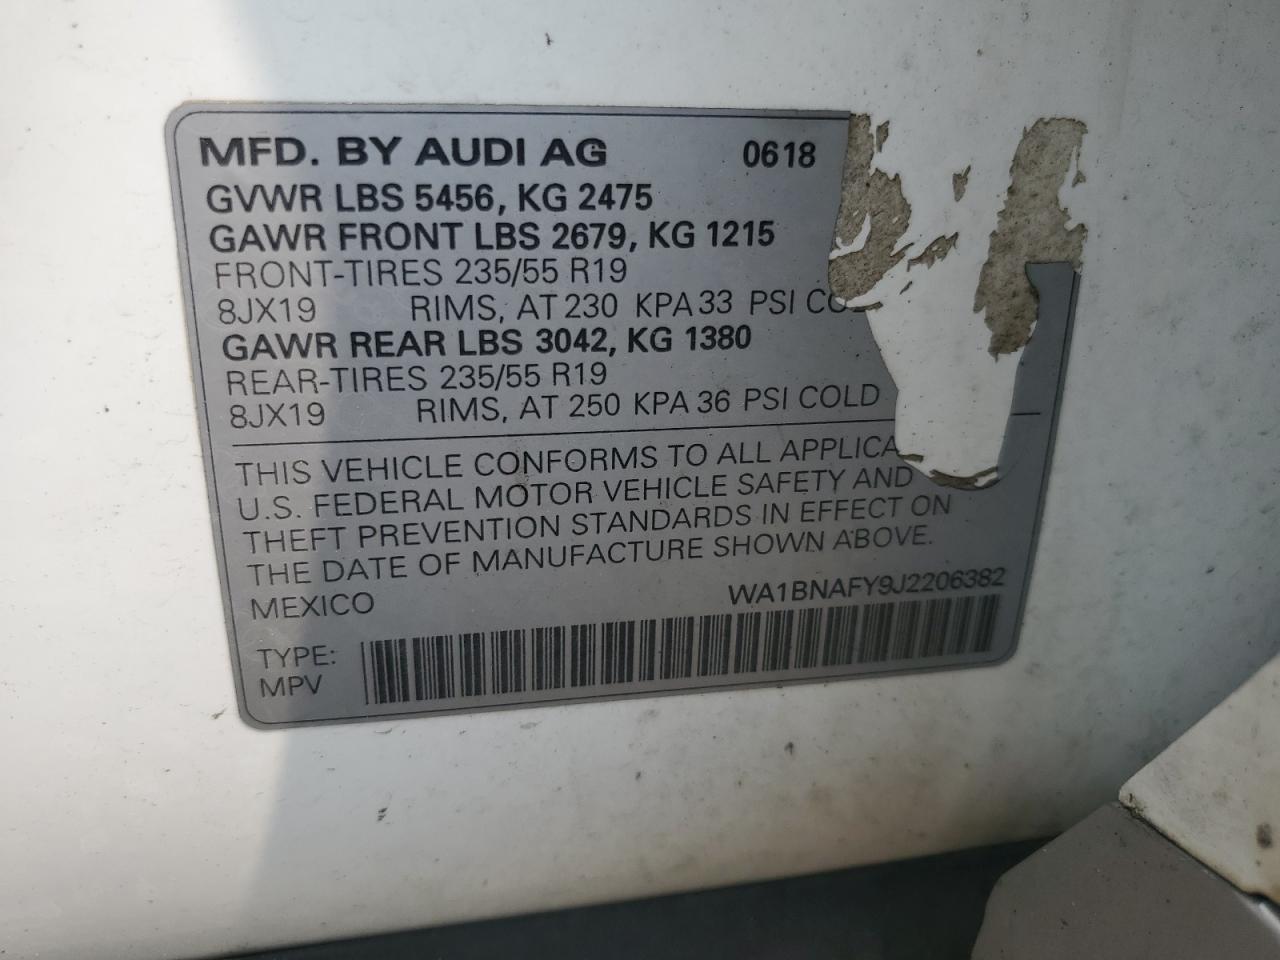 MFD. BY AUDI AG 0618
GVWR LBS 5456, KG 2475
GAWR FRONT LBS 2679, KG 1215
FRONT-TIRES 235/55 R19
8JX19 RIMS, AT 230 KPA 33 PSI
GAWR REAR LBS 3042, KG 1380
REAR-TIRES 235/55 R19
8JX19 RIMS, AT 250 KPA 36 PSI COLD
THIS VEHICLE CONFORMS TO ALL APPLICA
U.S. FEDERAL MOTOR VEHICLE SAFETY AND
THEFT PREVENTION STANDARDS IN EFFECT ON
THE DATE OF MANUFACTURE SHOWN ABOVE.
MEXICO WA1BNAFY9J2206382
TYPE:
MPV